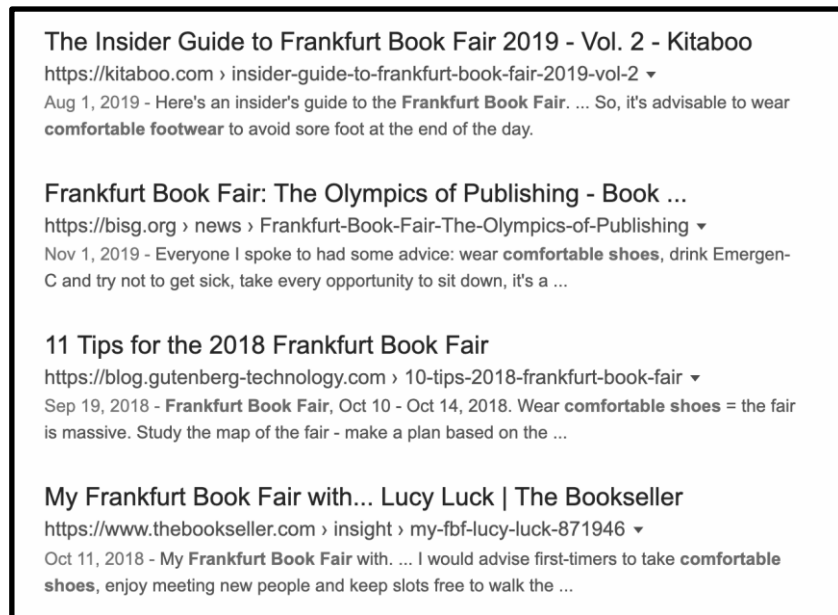 The Insider Guide to Frankfurt Book Fair 2019 - Vol. 2 - Kitaboo
https://kitaboo.com › insider-guide-to-frankfurt-book-fair-2019-vol-2
Aug 1, 2019 - Here's an insider's guide to the Frankfurt Book Fair. ... So, it's advisable to wear
comfortable footwear to avoid sore foot at the end of the day.
Frankfurt Book Fair: The Olympics of Publishing - Book ...
https://bisg.org › news › Frankfurt-Book-Fair-The-Olympics-of-Publishing
Nov 1, 2019 - Everyone I spoke to had some advice: wear comfortable shoes, drink Emergen-
C and try not to get sick, take every opportunity to sit down, it's a ...
11 Tips for the 2018 Frankfurt Book Fair
https://blog.gutenberg-technology.com › 10-tips-2018-frankfurt-book-fair
Sep 19, 2018 - Frankfurt Book Fair, Oct 10 - Oct 14, 2018. Wear comfortable shoes = the fair
is massive. Study the map of the fair - make a plan based on the ...
My Frankfurt Book Fair with... Lucy Luck | The Bookseller
https://www.thebookseller.com › insight › my-fbf-lucy-luck-871946
Oct 11, 2018 - My Frankfurt Book Fair with. ... I would advise first-timers to take comfortable
shoes, enjoy meeting new people and keep slots free to walk the ...